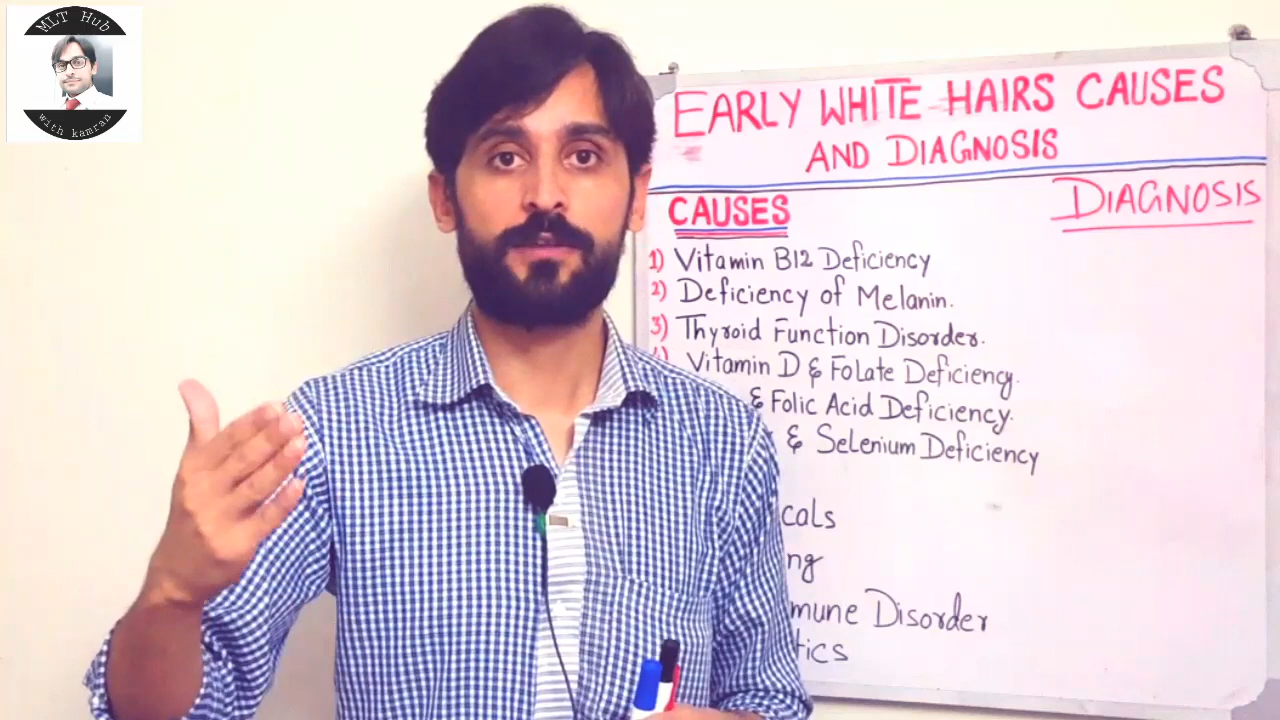 MLT Hub
with kamran
EARLY WHITE HAIRS CAUSES
AND DIAGNOSIS
CAUSES
DIAGNOSIS
1) Vitamin B12 Deficiency
2) Deficiency of Melanin.
3) Thyroid Function Disorder.
Vitamin D & Folate Deficiency.
& Folic Acid Deficiency.
& Selenium Deficiency
cals
ng
mune Disorder
tics